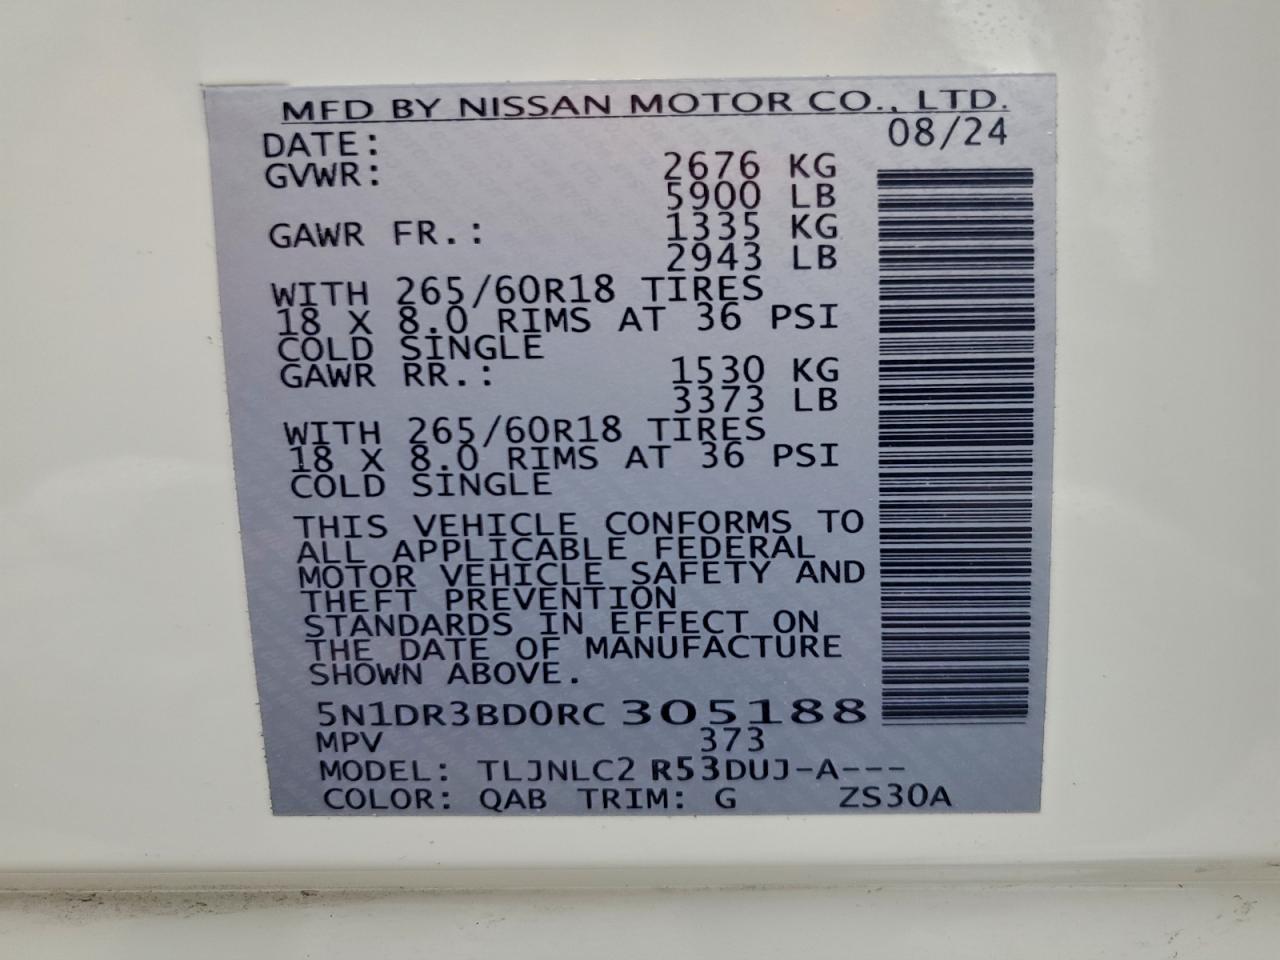 MFD BY NISSAN MOTOR CO., LTD.
DATE: 08/24
GVWR: 2676 KG
5900 LB
GAWR FR.: 1335 KG
2943 LB
WITH 265/60R18 TIRES
18 X 8.0 RIMS AT 36 PSI
COLD SINGLE
GAWR RR.: 1530 KG
3373 LB
WITH 265/60R18 TIRES
18 X 8.0 RIMS AT 36 PSI
COLD SINGLE
THIS VEHICLE CONFORMS TO
ALL APPLICABLE FEDERAL
MOTOR VEHICLE SAFETY AND
THEFT PREVENTION
STANDARDS IN EFFECT ON
THE DATE OF MANUFACTURE
SHOWN ABOVE.
5N1DR3BD0RC 305188
MPV 373
MODEL: TLJNLC2 R53DUJ-A---
COLOR: QAB TRIM: G ZS30A